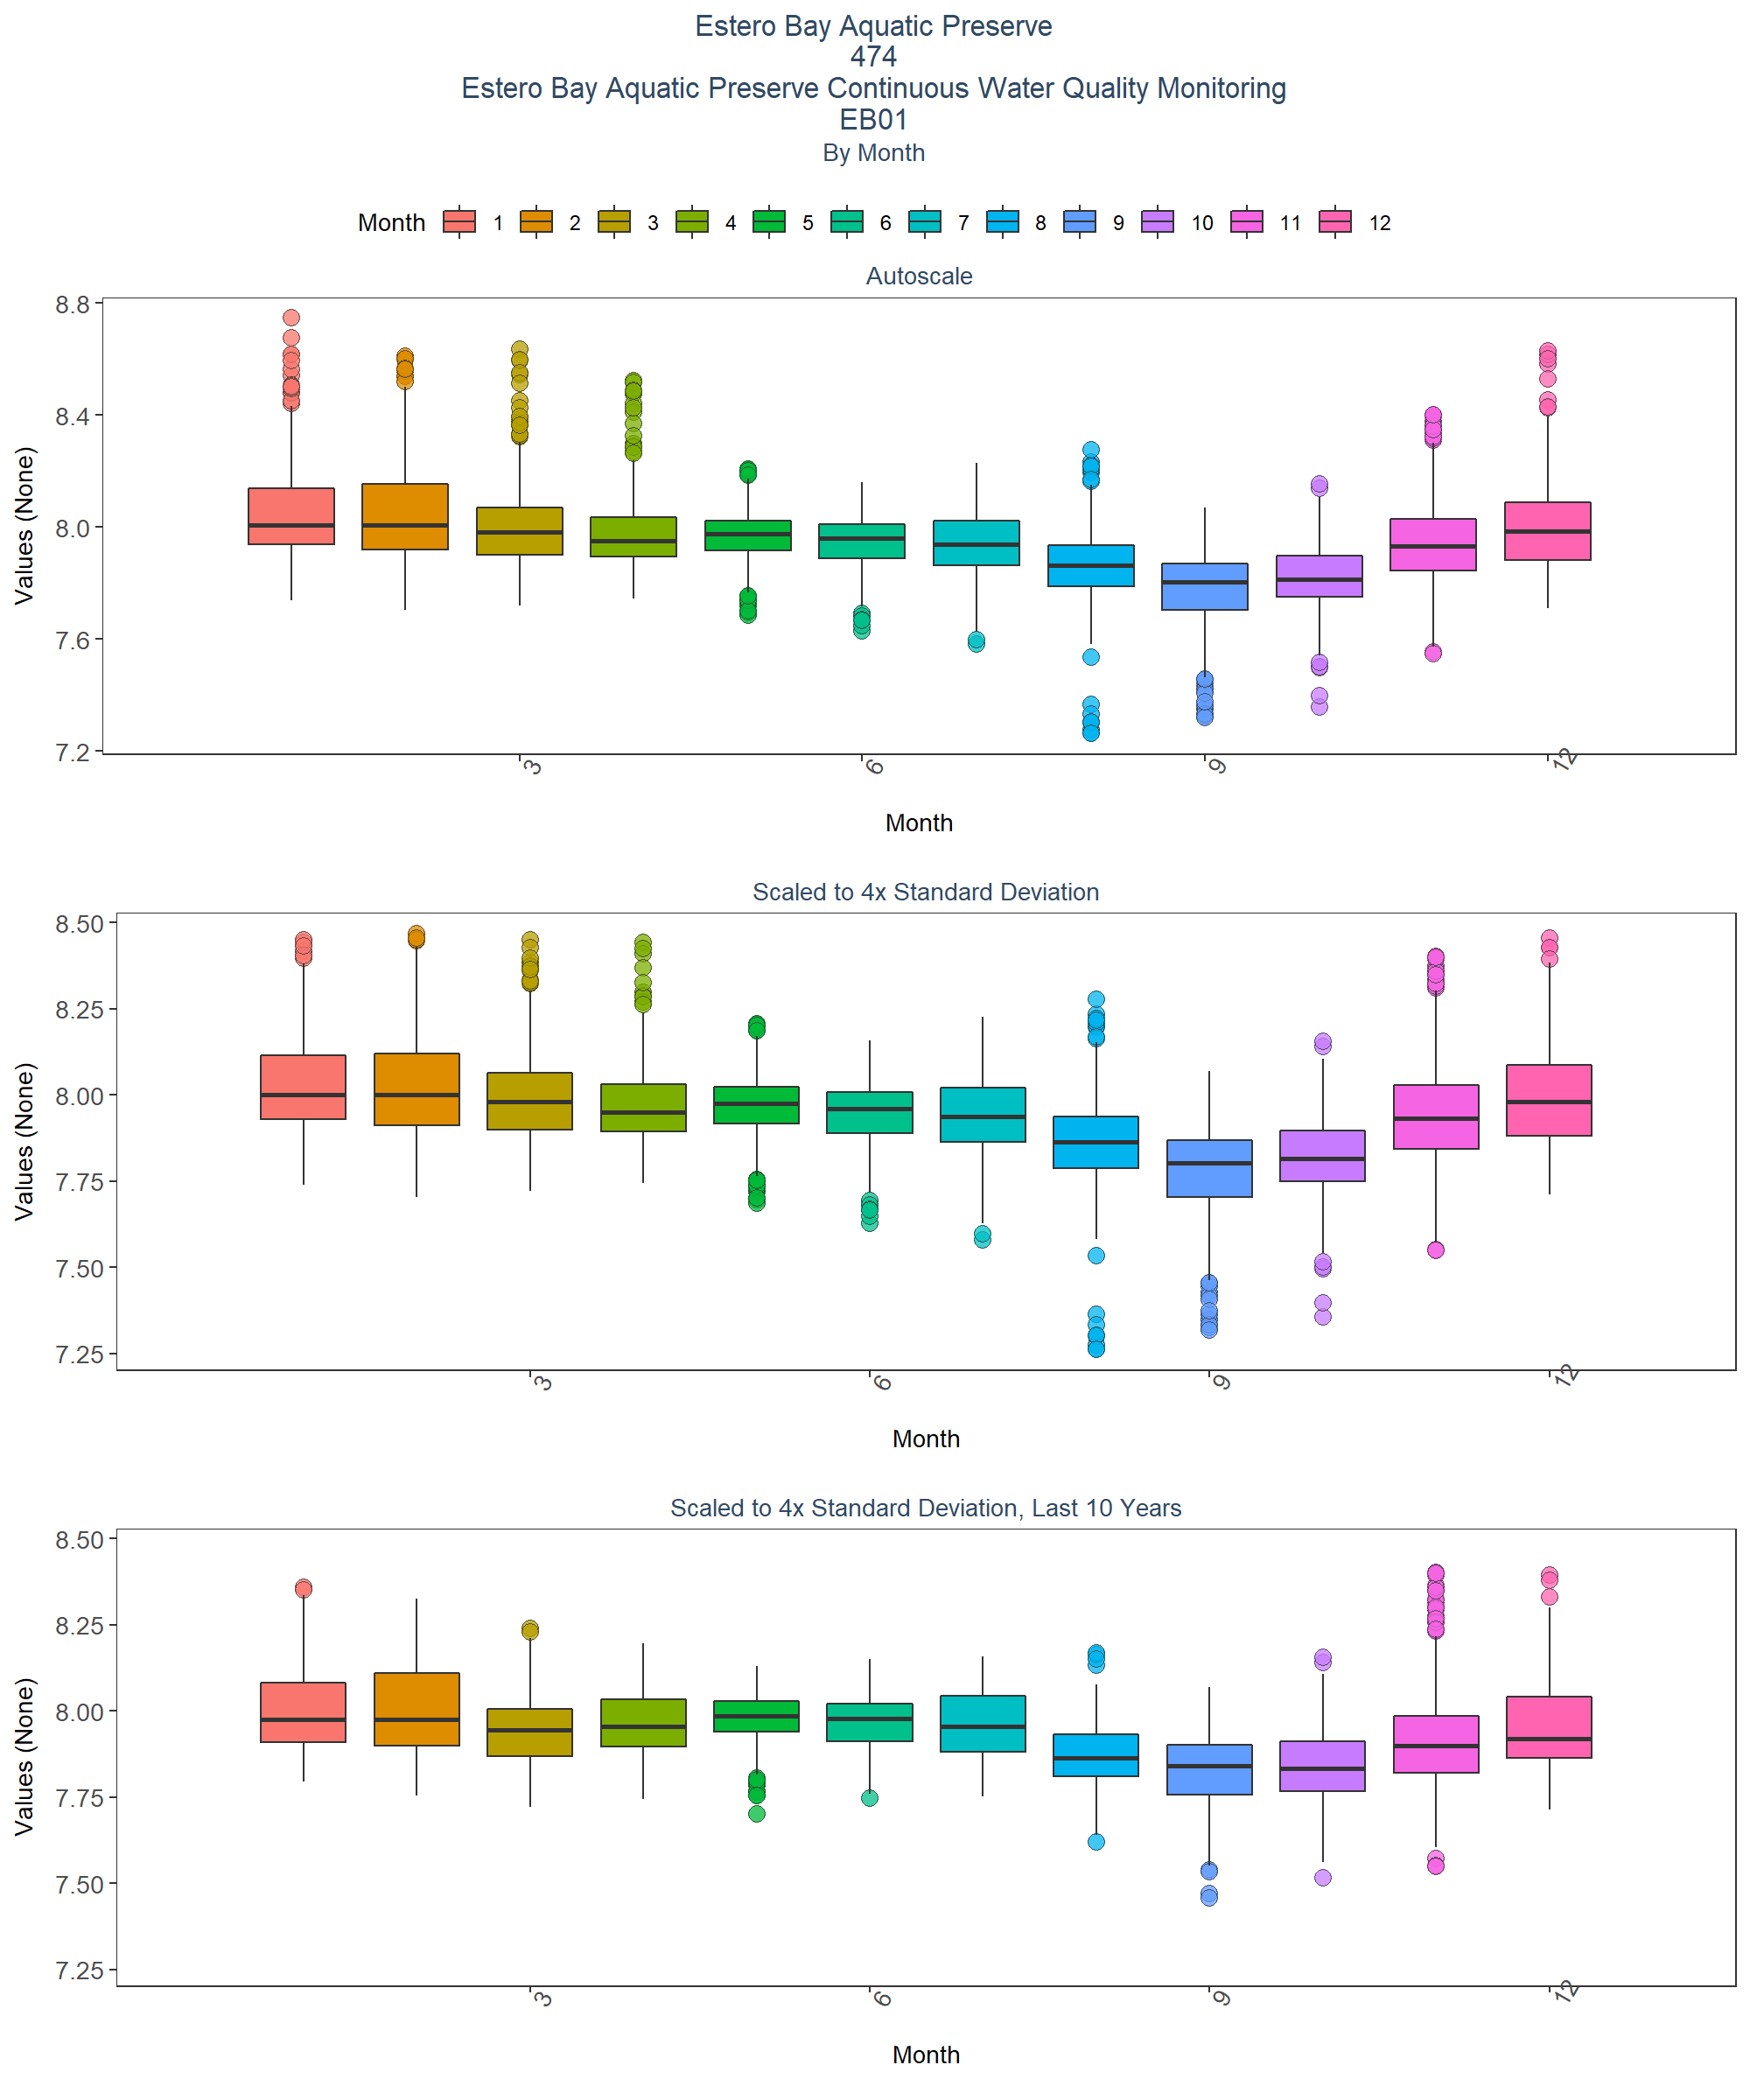 Estero Bay Aquatic Preserve
474
Estero Bay Aquatic Preserve Continuous Water Quality Monitoring
EB01
By Month
Month 1 2 3 4 5 6 7 8 9 10 11 12
Autoscale
8.8
8.4
8.0
7.6
7.2
Values (None)
3 6 9 12
Month
Scaled to 4x Standard Deviation
8.50
8.25
8.00
7.75
7.50
7.25
Values (None)
3 6 9 12
Month
Scaled to 4x Standard Deviation, Last 10 Years
8.50
8.25
8.00
7.75
7.50
7.25
Values (None)
3 6 9 12
Month